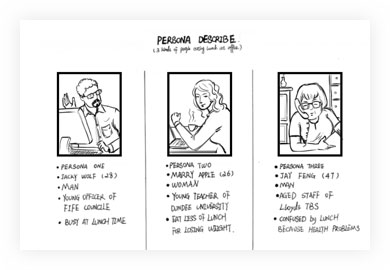 PERSONA DESCRIBE.
(3 kinds of people using lunch at office.)
• PERSONA ONE
• JACKY WOLF (28)
• MAN
• YOUNG OFFICER OF
FIFE COUNCILE
• BUSY AT LUNCH TIME
• PERSONA TWO
• MARRY APPLE (26)
• WOMAN
• YOUNG TEACHER OF
DUNDEE UNIVERSITY
• EAT LESS OF LUNCH
FOR LOSING WEIGHT.
• PERSONA THREE
• JAY FENG (47)
• MAN
• AGED STAFF OF
Lloyds TBS
• CONFUSED by LUNCH
BECAUSE HEALTH PROBLEMS